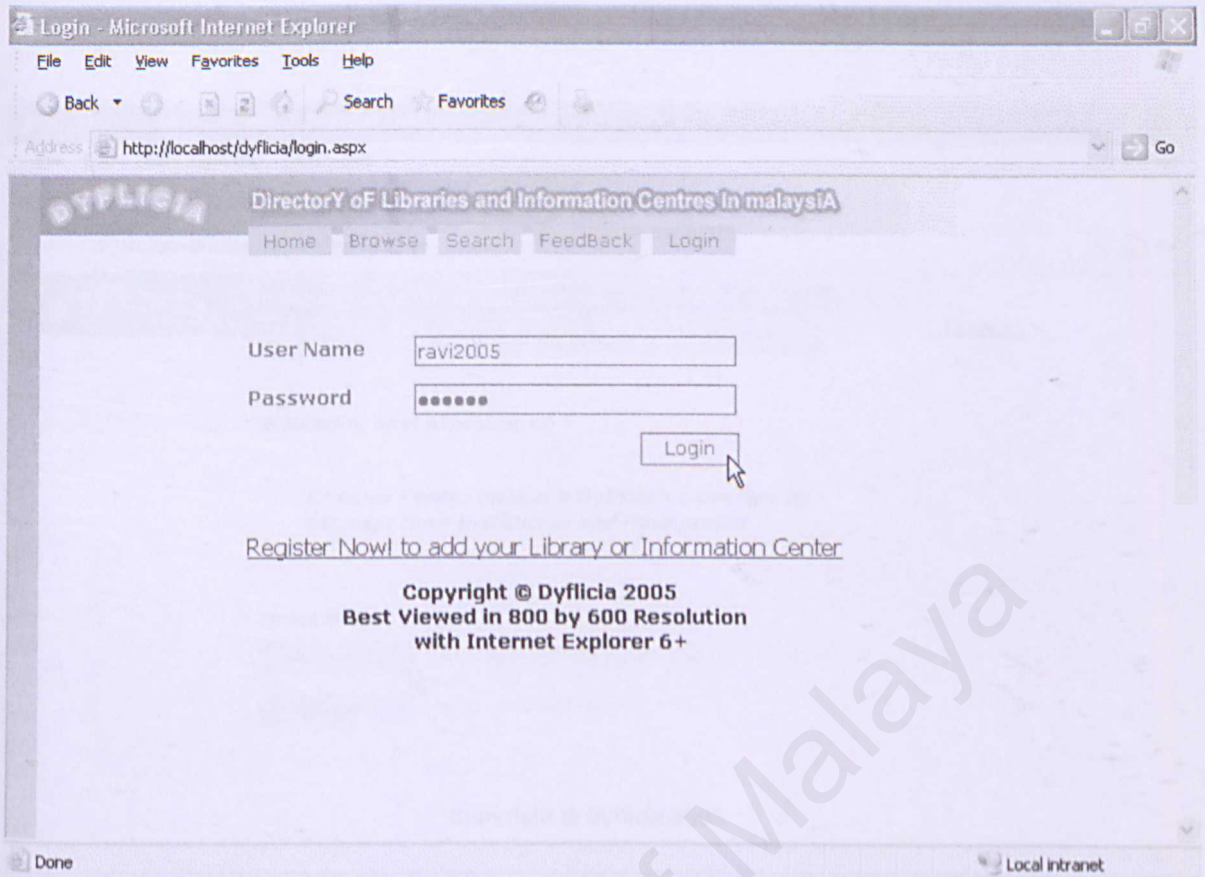 Login - Microsoft Internet Explorer
File Edit View Favorites Tools Help
Back Search Favorites
Address http://localhost/dyflicia/login.aspx Go
DYFLICIA DirectorY oF Libraries and Information Centres In malaysiA
Home Browse Search FeedBack Login
User Name ravi2005
Password ••••••
Login
Register Now! to add your Library or Information Center
Copyright © Dyflicia 2005
Best Viewed in 800 by 600 Resolution
with Internet Explorer 6+
Done Local intranet
of Malaya